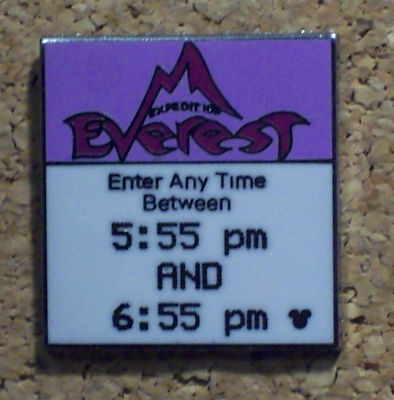 EXPEDITION
EVEREST
Enter Any Time
Between
5:55 pm
AND
6:55 pm